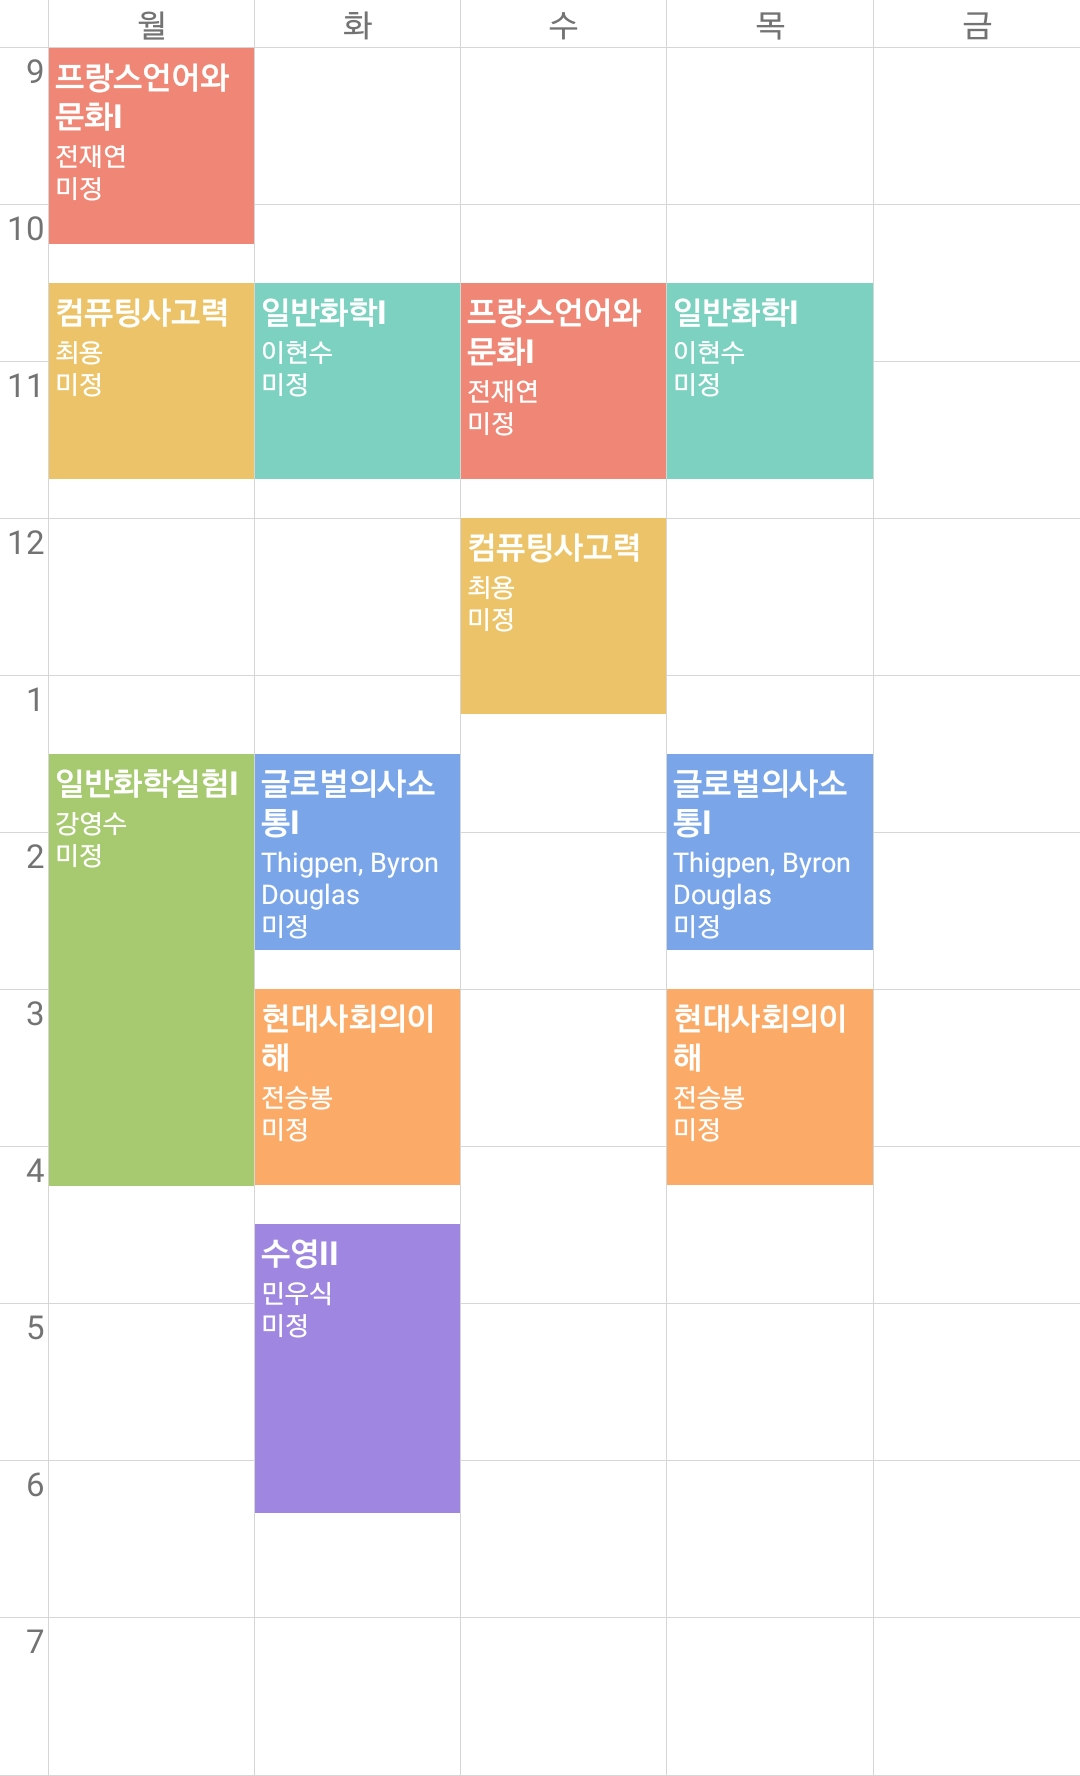 월 화 수 목 금
9
프랑스언어와
문화I
전재연
미정
10
컴퓨팅사고력
최용
미정
일반화학I
이현수
미정
프랑스언어와
문화I
전재연
미정
일반화학I
이현수
미정
11
12
컴퓨팅사고력
최용
미정
1
일반화학실험I
강영수
미정
글로벌의사소
통I
Thigpen, Byron
Douglas
미정
글로벌의사소
통I
Thigpen, Byron
Douglas
미정
2
3
현대사회의이
해
전승봉
미정
현대사회의이
해
전승봉
미정
4
수영II
민우식
미정
5
6
7